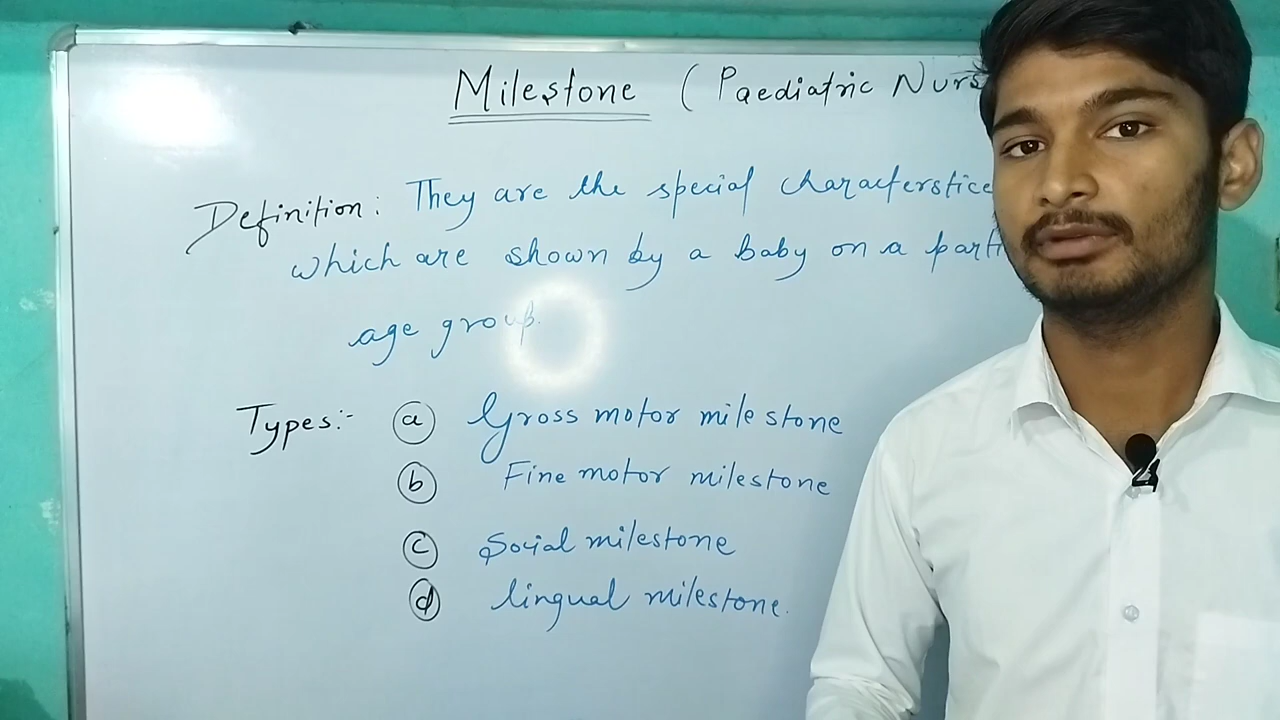 Milestone (Paediatric Nurs
Definition: They are the special characterstice
which are shown by a baby on a parti
age group.
Types:- (a) Gross motor milestone
(b) Fine motor milestone
(c) Social milestone
(d) lingual milestone.